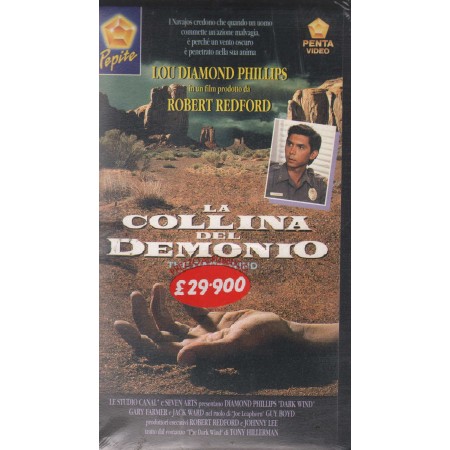 I Navajos credono che quando un uomo
commette un'azione malvagia,
è perché un vento oscuro
è penetrato nella sua anima
Pepite
PENTA
VIDEO
LOU DIAMOND PHILLIPS
in un film prodotto da
ROBERT REDFORD
LA
COLLINA
DEL
DEMONIO
THE DARK WIND
£ 29.900
LE STUDIO CANAL+ e SEVEN ARTS presentano DIAMOND PHILLIPS "DARK WIND"
GARY FARMER e JACK WARD nel ruolo di "Joe Leaphorn" GUY BOYD
produttori esecutivi ROBERT REDFORD e JOHNNY LEE
tratto dal romanzo "The Dark Wind" di TONY HILLERMAN